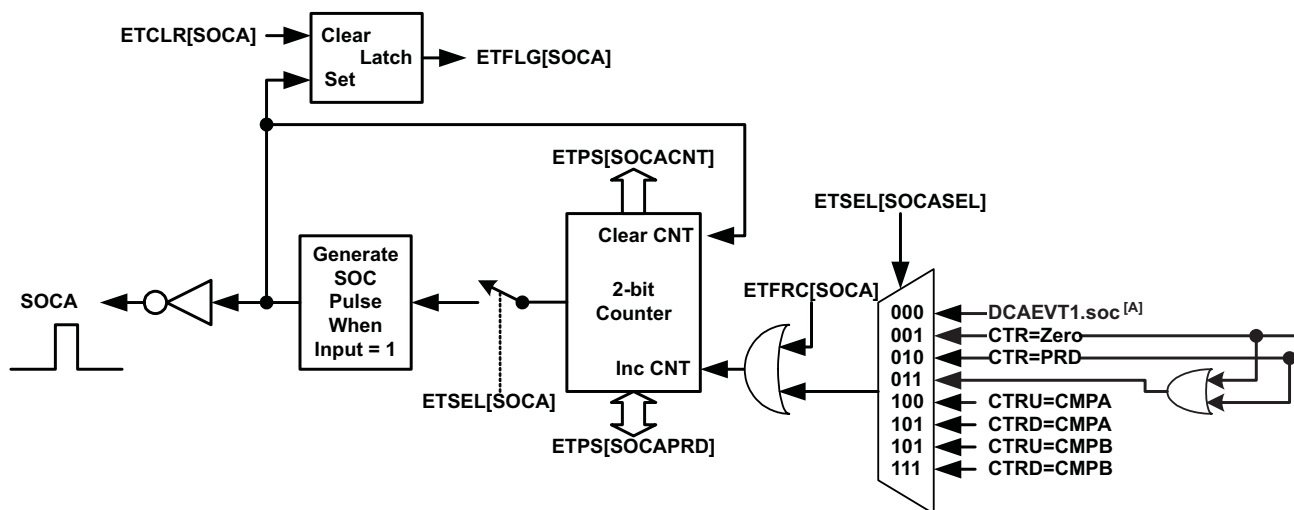 ETCLR[SOCA]
Clear
Latch
Set
ETFLG[SOCA]
ETPS[SOCACNT]
ETSEL[SOCASEL]
Clear CNT
2-bit
Counter
Inc CNT
Generate
SOC
Pulse
When
Input = 1
SOCA
ETSEL[SOCA]
ETPS[SOCAPRD]
ETFRC[SOCA]
000 DCAEVT1.soc [A]
001 CTR=Zero
010 CTR=PRD
011
100 CTRU=CMPA
101 CTRD=CMPA
101 CTRU=CMPB
111 CTRD=CMPB